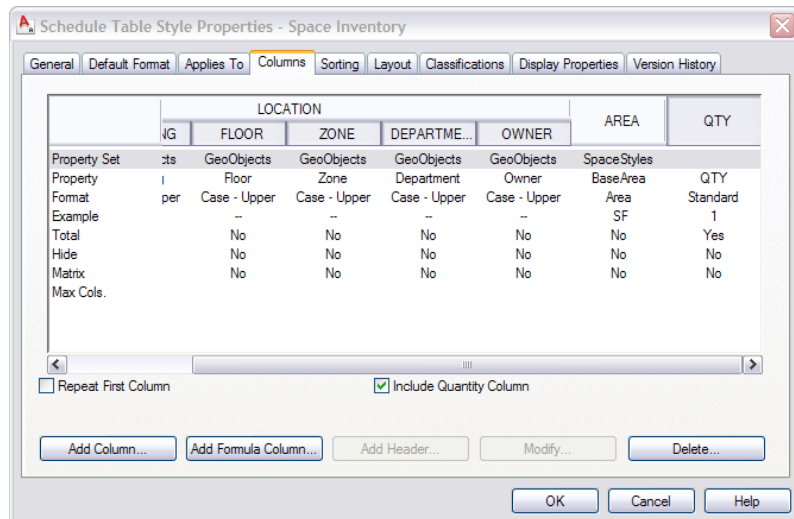 Schedule Table Style Properties - Space Inventory
General Default Format Applies To Columns Sorting Layout Classifications Display Properties Version History
LOCATION AREA QTY
NG FLOOR ZONE DEPARTME... OWNER
Property Set cts GeoObjects GeoObjects GeoObjects GeoObjects SpaceStyles
Property Floor Zone Department Owner BaseArea QTY
Format per Case - Upper Case - Upper Case - Upper Case - Upper Area Standard
Example -- -- -- -- SF 1
Total No No No No No Yes
Hide No No No No No No
Matrix No No No No No No
Max Cols.
Repeat First Column Include Quantity Column
Add Column... Add Formula Column... Add Header... Modify... Delete...
OK Cancel Help